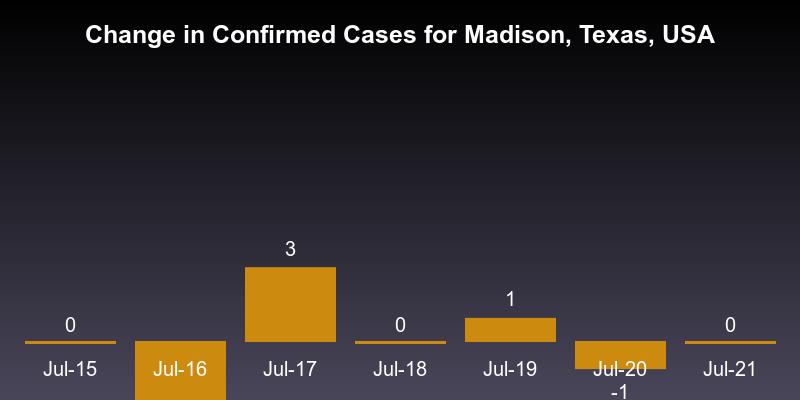 Change in Confirmed Cases for Madison, Texas, USA
3
1
0
0
0
Jul-15
Jul-16
Jul-17
Jul-18
Jul-19
Jul-20
Jul-21
-1